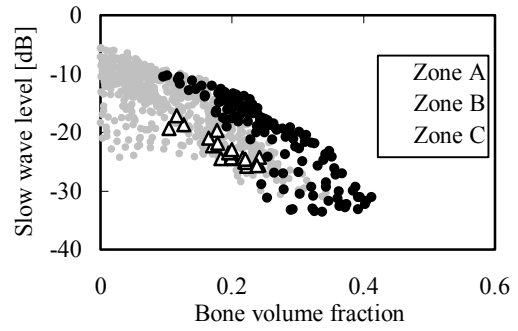 0
-10
-20
-30
-40
Slow wave level [dB]
Zone A
Zone B
Zone C
0
0.2
0.4
0.6
Bone volume fraction